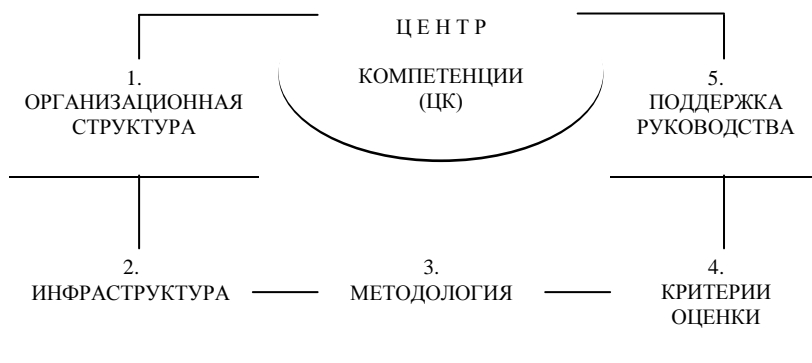 Ц Е Н Т Р
КОМПЕТЕНЦИИ
(ЦК)
1.
ОРГАНИЗАЦИОННАЯ
СТРУКТУРА
5.
ПОДДЕРЖКА
РУКОВОДСТВА
2.
ИНФРАСТРУКТУРА
3.
МЕТОДОЛОГИЯ
4.
КРИТЕРИИ
ОЦЕНКИ